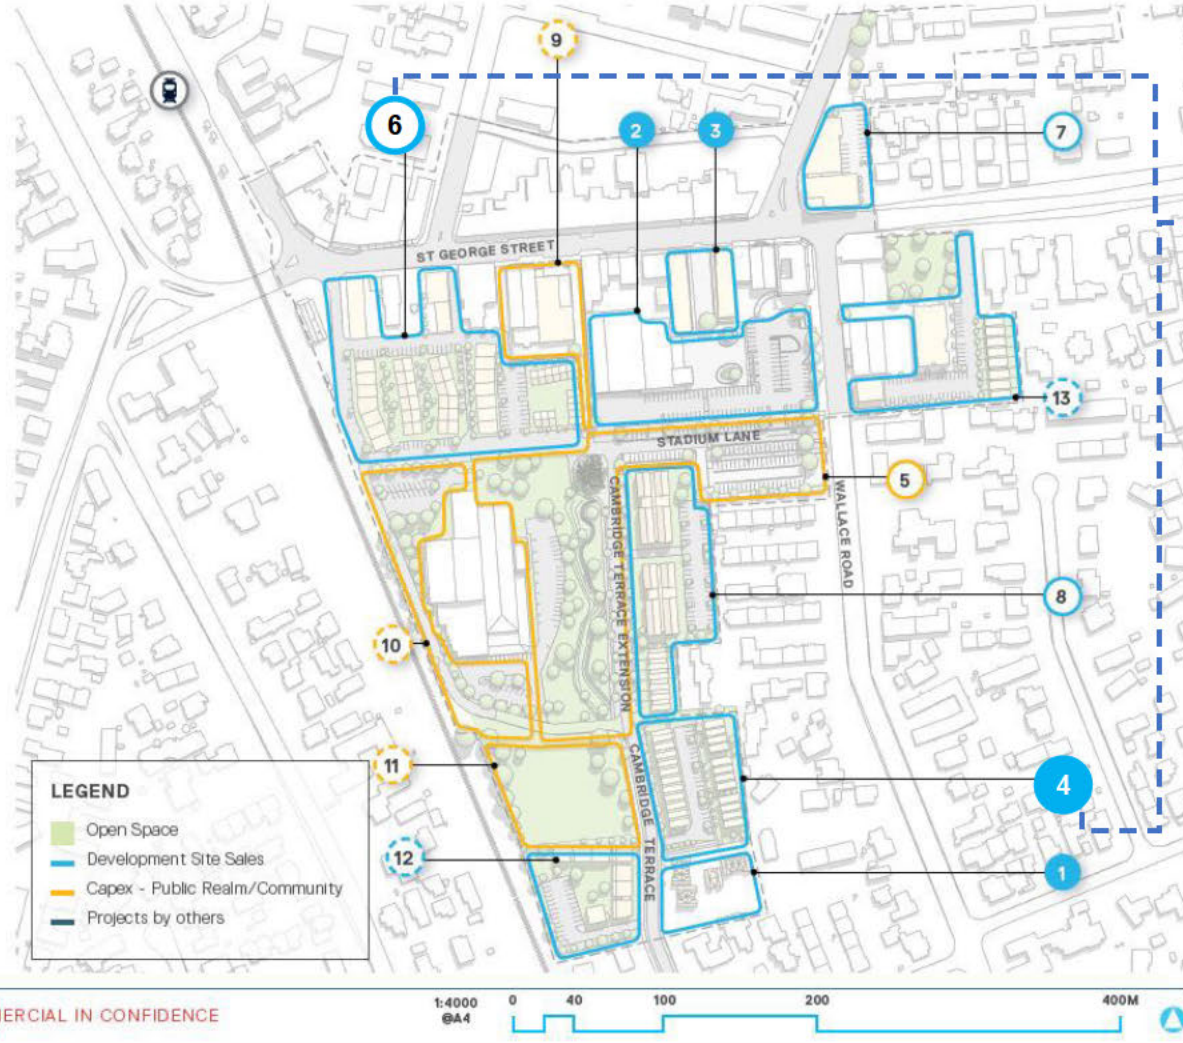 9
6
2
3
7
ST GEORGE STREET
13
STADIUM LANE
5
CAMBRIDGE TERRACE EXTENSION
WALLACE ROAD
8
10
11
CAMBRIDGE TERRACE
4
12
1
LEGEND
Open Space
Development Site Sales
Capex - Public Realm/Community
Projects by others
ERCIAL IN CONFIDENCE
1:4000
@A4
0 40 100 200 400M